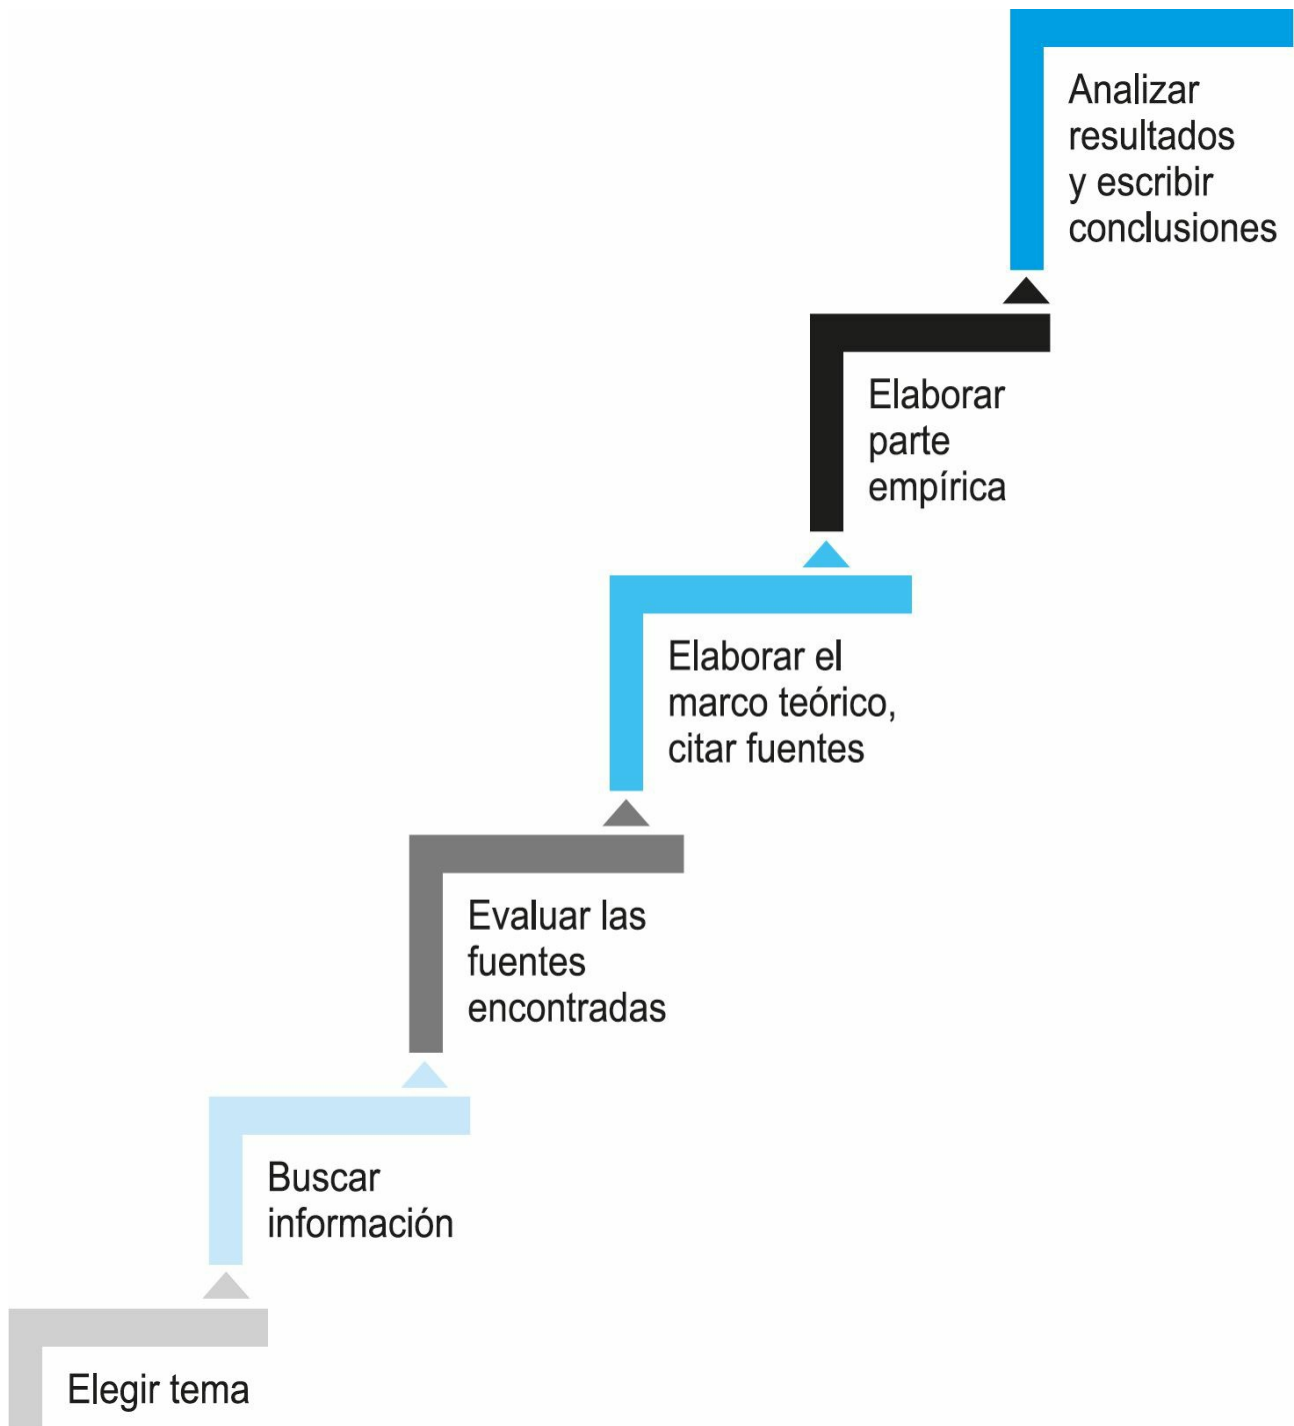 Analizar
resultados
y escribir
conclusiones
Elaborar
parte
empírica
Elaborar el
marco teórico,
citar fuentes
Evaluar las
fuentes
encontradas
Buscar
información
Elegir tema